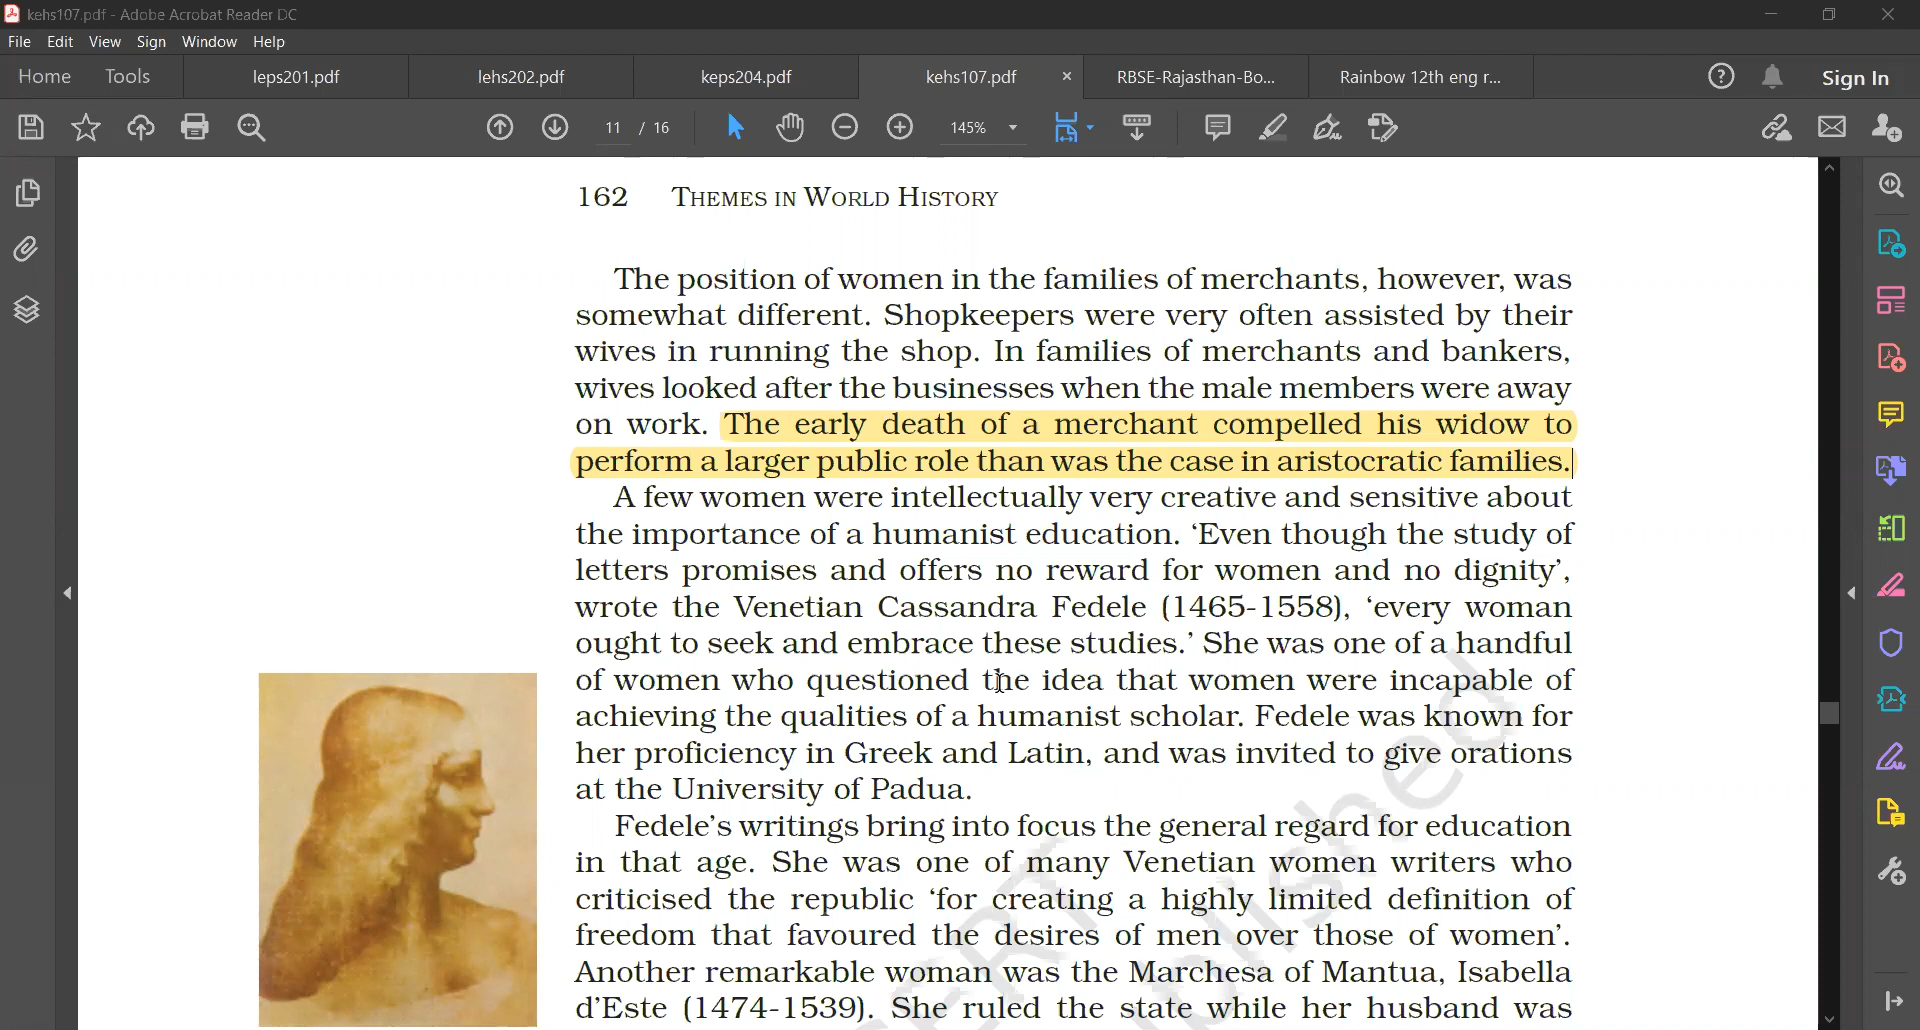 kehs107.pdf - Adobe Acrobat Reader DC
File Edit View Sign Window Help
Home Tools leps201.pdf lehs202.pdf keps204.pdf kehs107.pdf × RBSE-Rajasthan-Bo... Rainbow 12th eng r... Sign In
11 / 16 145%
162 THEMES IN WORLD HISTORY
The position of women in the families of merchants, however, was
somewhat different. Shopkeepers were very often assisted by their
wives in running the shop. In families of merchants and bankers,
wives looked after the businesses when the male members were away
on work. The early death of a merchant compelled his widow to
perform a larger public role than was the case in aristocratic families.
A few women were intellectually very creative and sensitive about
the importance of a humanist education. ‘Even though the study of
letters promises and offers no reward for women and no dignity’,
wrote the Venetian Cassandra Fedele (1465-1558), ‘every woman
ought to seek and embrace these studies.’ She was one of a handful
of women who questioned the idea that women were incapable of
achieving the qualities of a humanist scholar. Fedele was known for
her proficiency in Greek and Latin, and was invited to give orations
at the University of Padua.
Fedele’s writings bring into focus the general regard for education
in that age. She was one of many Venetian women writers who
criticised the republic ‘for creating a highly limited definition of
freedom that favoured the desires of men over those of women’.
Another remarkable woman was the Marchesa of Mantua, Isabella
d’Este (1474-1539). She ruled the state while her husband was